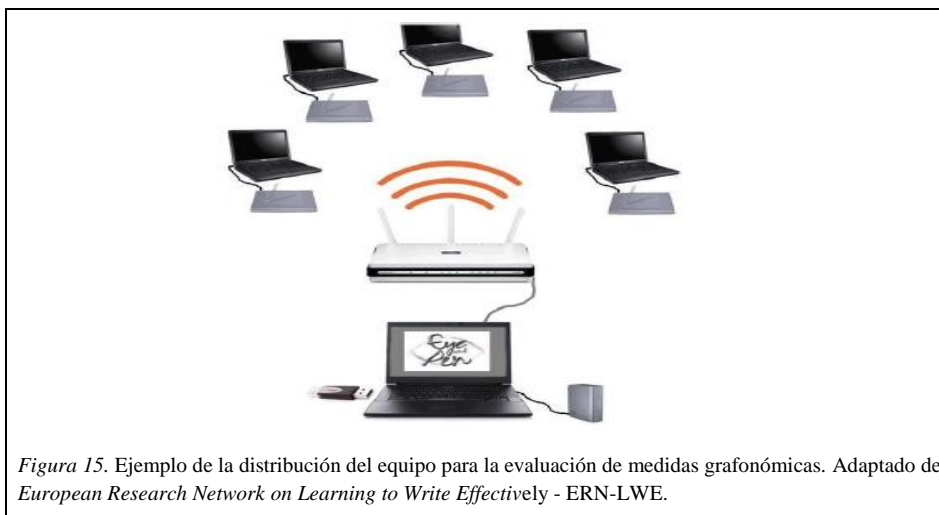 Eye and Pen
Figura 15. Ejemplo de la distribución del equipo para la evaluación de medidas grafonómicas. Adaptado de
European Research Network on Learning to Write Effectively - ERN-LWE.